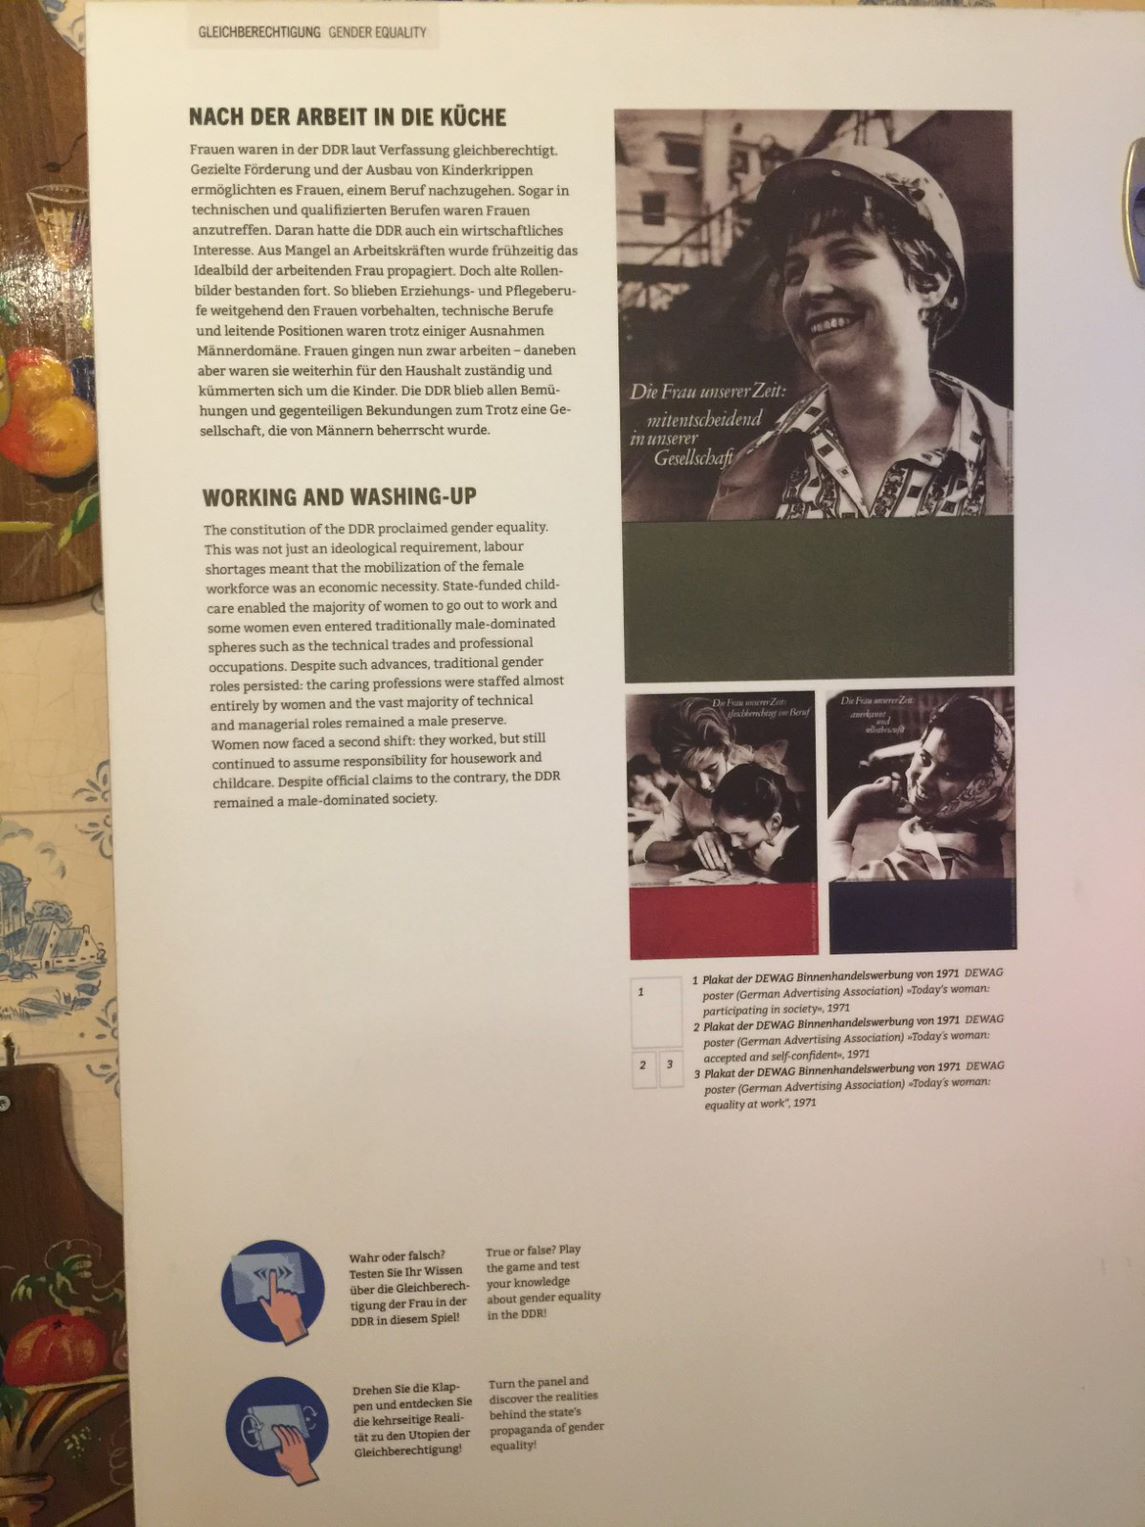 GLEICHBERECHTIGUNG GENDER EQUALITY
NACH DER ARBEIT IN DIE KÜCHE
Frauen waren in der DDR laut Verfassung gleichberechtigt.
Gezielte Förderung und der Ausbau von Kinderkrippen
ermöglichten es Frauen, einem Beruf nachzugehen. Sogar in
technischen und qualifizierten Berufen waren Frauen
anzutreffen. Daran hatte die DDR auch ein wirtschaftliches
Interesse. Aus Mangel an Arbeitskräften wurde frühzeitig das
Idealbild der arbeitenden Frau propagiert. Doch alte Rollen-
bilder bestanden fort. So blieben Erziehungs- und Pflegeberu-
fe weitgehend den Frauen vorbehalten, technische Berufe
und leitende Positionen waren trotz einiger Ausnahmen
Männerdomäne. Frauen gingen nun zwar arbeiten – daneben
aber waren sie weiterhin für den Haushalt zuständig und
kümmerten sich um die Kinder. Die DDR blieb allen Bemü-
hungen und gegenteiligen Bekundungen zum Trotz eine Ge-
sellschaft, die von Männern beherrscht wurde.
WORKING AND WASHING-UP
The constitution of the DDR proclaimed gender equality.
This was not just an ideological requirement, labour
shortages meant that the mobilization of the female
workforce was an economic necessity. State-funded child-
care enabled the majority of women to go out to work and
some women even entered traditionally male-dominated
spheres such as the technical trades and professional
occupations. Despite such advances, traditional gender
roles persisted: the caring professions were staffed almost
entirely by women and the vast majority of technical
and managerial roles remained a male preserve.
Women now faced a second shift: they worked, but still
continued to assume responsibility for housework and
childcare. Despite official claims to the contrary, the DDR
remained a male-dominated society.
Die Frau unserer Zeit:
mitentscheidend
in unserer
Gesellschaft
Die Frau unserer Zeit:
gleichberechtigt im Beruf
Die Frau unserer Zeit
anerkannt
und
selbstbewußt
1
2 3
1 Plakat der DEWAG Binnenhandelswerbung von 1971 DEWAG
poster (German Advertising Association) »Today's woman:
participating in society«, 1971
2 Plakat der DEWAG Binnenhandelswerbung von 1971 DEWAG
poster (German Advertising Association) »Today's woman:
accepted and self-confident«, 1971
3 Plakat der DEWAG Binnenhandelswerbung von 1971 DEWAG
poster (German Advertising Association) »Today's woman:
equality at work", 1971
Wahr oder falsch?
Testen Sie Ihr Wissen
über die Gleichberech-
tigung der Frau in der
DDR in diesem Spiel!
True or false? Play
the game and test
your knowledge
about gender equality
in the DDR!
Drehen Sie die Klap-
pen und entdecken Sie
die kehrseitige Reali-
tät zu den Utopien der
Gleichberechtigung!
Turn the panel and
discover the realities
behind the state's
propaganda of gender
equality!